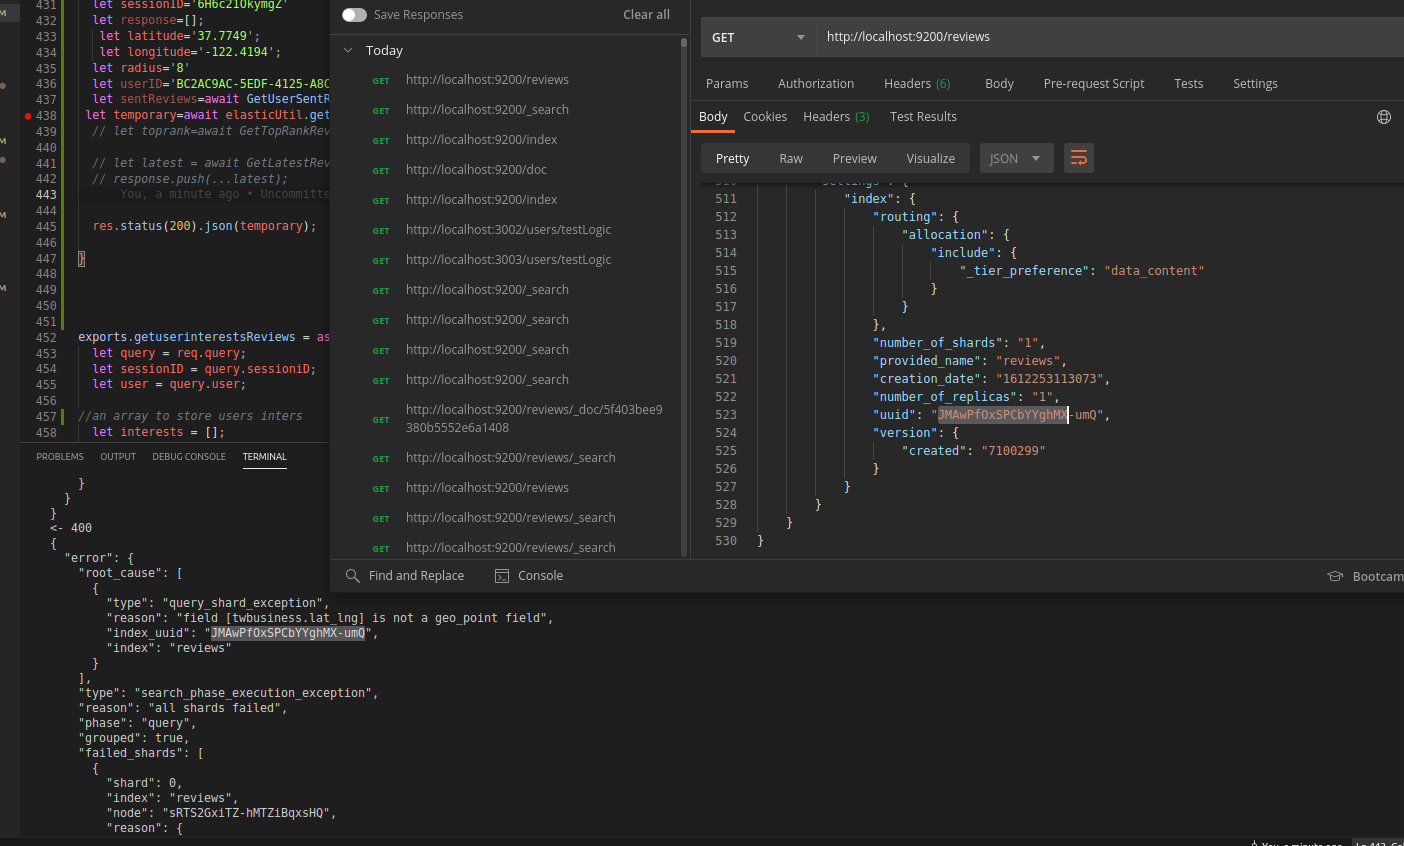 431 let sessionID='6H6c21OkymgZ'
432 let response=[];
433 let latitude='37.7749';
434 let longitude='-122.4194';
435 let radius='8'
436 let userID='BC2AC9AC-5EDF-4125-A8C
437 let sentReviews=await GetUserSentR
438 let temporary=await elasticUtil.get
439 // let toprank=await GetTopRankRev
440
441 // let latest = await GetLatestRev
442 // response.push(...latest);
443 You, a minute ago • Uncommitte
444
445 res.status(200).json(temporary);
446
447 }
448
449
450
451
452 exports.getuserinterestsReviews = as
453 let query = req.query;
454 let sessionID = query.sessioniD;
455 let user = query.user;
456
457 //an array to store users inters
458 let interests = [];
PROBLEMS OUTPUT DEBUG CONSOLE TERMINAL
}
}
}
<- 400
{
"error": {
"root_cause": [
{
"type": "query_shard_exception",
"reason": "field [twbusiness.lat_lng] is not a geo_point field",
"index_uuid": "JMAwPfOxSPCbYYghMX-umQ",
"index": "reviews"
}
],
"type": "search_phase_execution_exception",
"reason": "all shards failed",
"phase": "query",
"grouped": true,
"failed_shards": [
{
"shard": 0,
"index": "reviews",
"node": "sRTS2GxiTZ-hMTZiBqxsHQ",
"reason": {
Save Responses Clear all
Today
GET http://localhost:9200/reviews
GET http://localhost:9200/_search
GET http://localhost:9200/index
GET http://localhost:9200/doc
GET http://localhost:9200/index
GET http://localhost:3002/users/testLogic
GET http://localhost:3003/users/testLogic
GET http://localhost:9200/_search
GET http://localhost:9200/_search
GET http://localhost:9200/_search
GET http://localhost:9200/_search
GET http://localhost:9200/reviews/_doc/5f403bee9
380b5552e6a1408
GET http://localhost:9200/reviews/_search
GET http://localhost:9200/reviews
GET http://localhost:9200/reviews/_search
GET http://localhost:9200/reviews/_search
Find and Replace Console Bootcam
GET http://localhost:9200/reviews
Params Authorization Headers (6) Body Pre-request Script Tests Settings
Body Cookies Headers (3) Test Results
Pretty Raw Preview Visualize JSON
510 "settings": {
511 "index": {
512 "routing": {
513 "allocation": {
514 "include": {
515 "_tier_preference": "data_content"
516 }
517 }
518 },
519 "number_of_shards": "1",
520 "provided_name": "reviews",
521 "creation_date": "1612253113073",
522 "number_of_replicas": "1",
523 "uuid": "JMAwPfOxSPCbYYghMX-umQ",
524 "version": {
525 "created": "7100299"
526 }
527 }
528 }
529 }
530 }